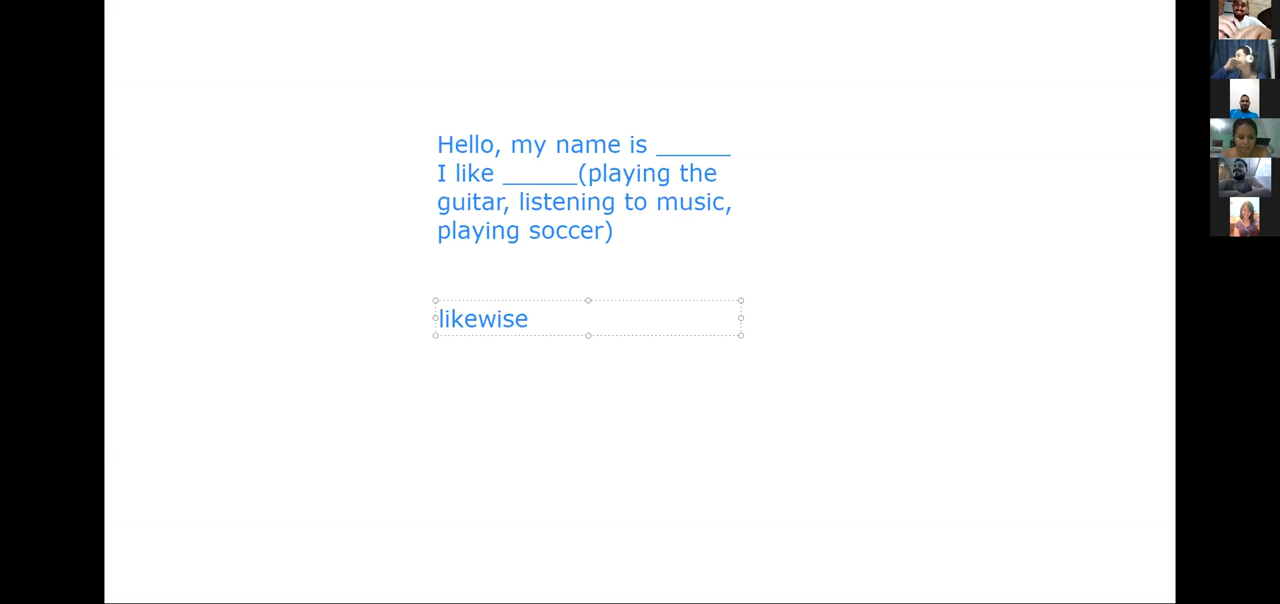 Hello, my name is ______
I like ______(playing the
guitar, listening to music,
playing soccer)
likewise